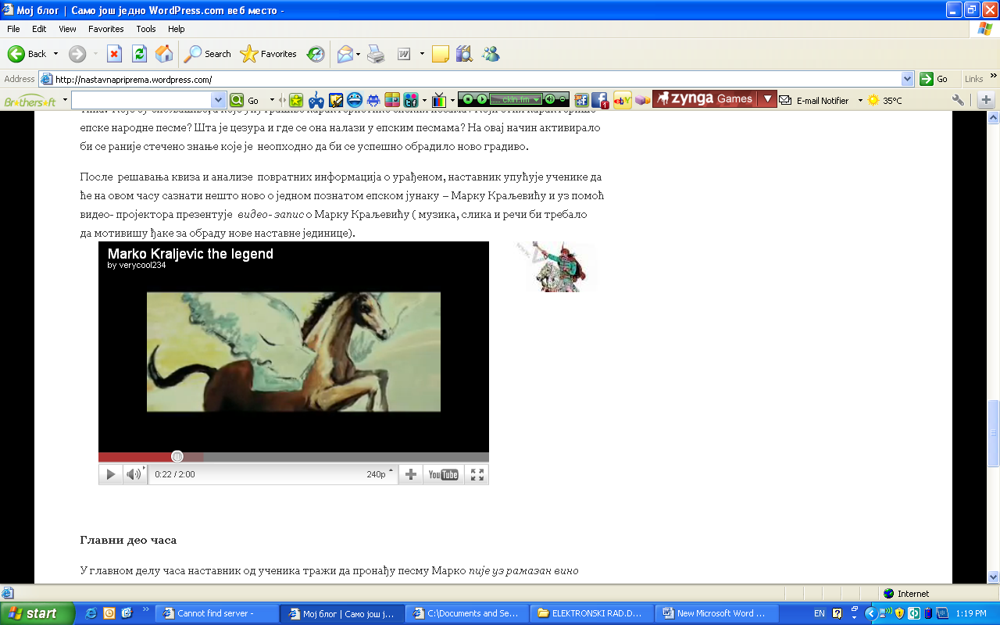 Мој блог | Само још једно WordPress.com веб место -
File Edit View Favorites Tools Help
Back Search Favorites
Address http://nastavnapriprema.wordpress.com/ Go Links »
Br thers ft Go ckin.fm zynga Games E-mail Notifier 35°C
епске народне песме? Шта је цезура и где се она налази у епским песмама? На овај начин активирало
би се раније стечено знање које је неопходно да би се успешно обрадило ново градиво.
После решавања квиза и анализе повратних информација о урађеном, наставник упућује ученике да
ће на овом часу сазнати нешто ново о једном познатом епском јунаку – Марку Краљевићу и уз помоћ
видео- пројектора презентује видео- запис о Марку Краљевићу ( музика, слика и речи би требало
да мотивишу ђаке за обраду нове наставне јединице).
Marko Kraljevic the legend
by verycool234
0:22 / 2:00 240p YouTube
Главни део часа
У главном делу часа наставник од ученика тражи да пронађу песму Марко пије уз рамазан вино
Internet
start Cannot find server - Мој блог | Само још ј... C:\Documents and Se... ELEKTRONSKI RAD.D... New Microsoft Word ... EN 1:19 PM